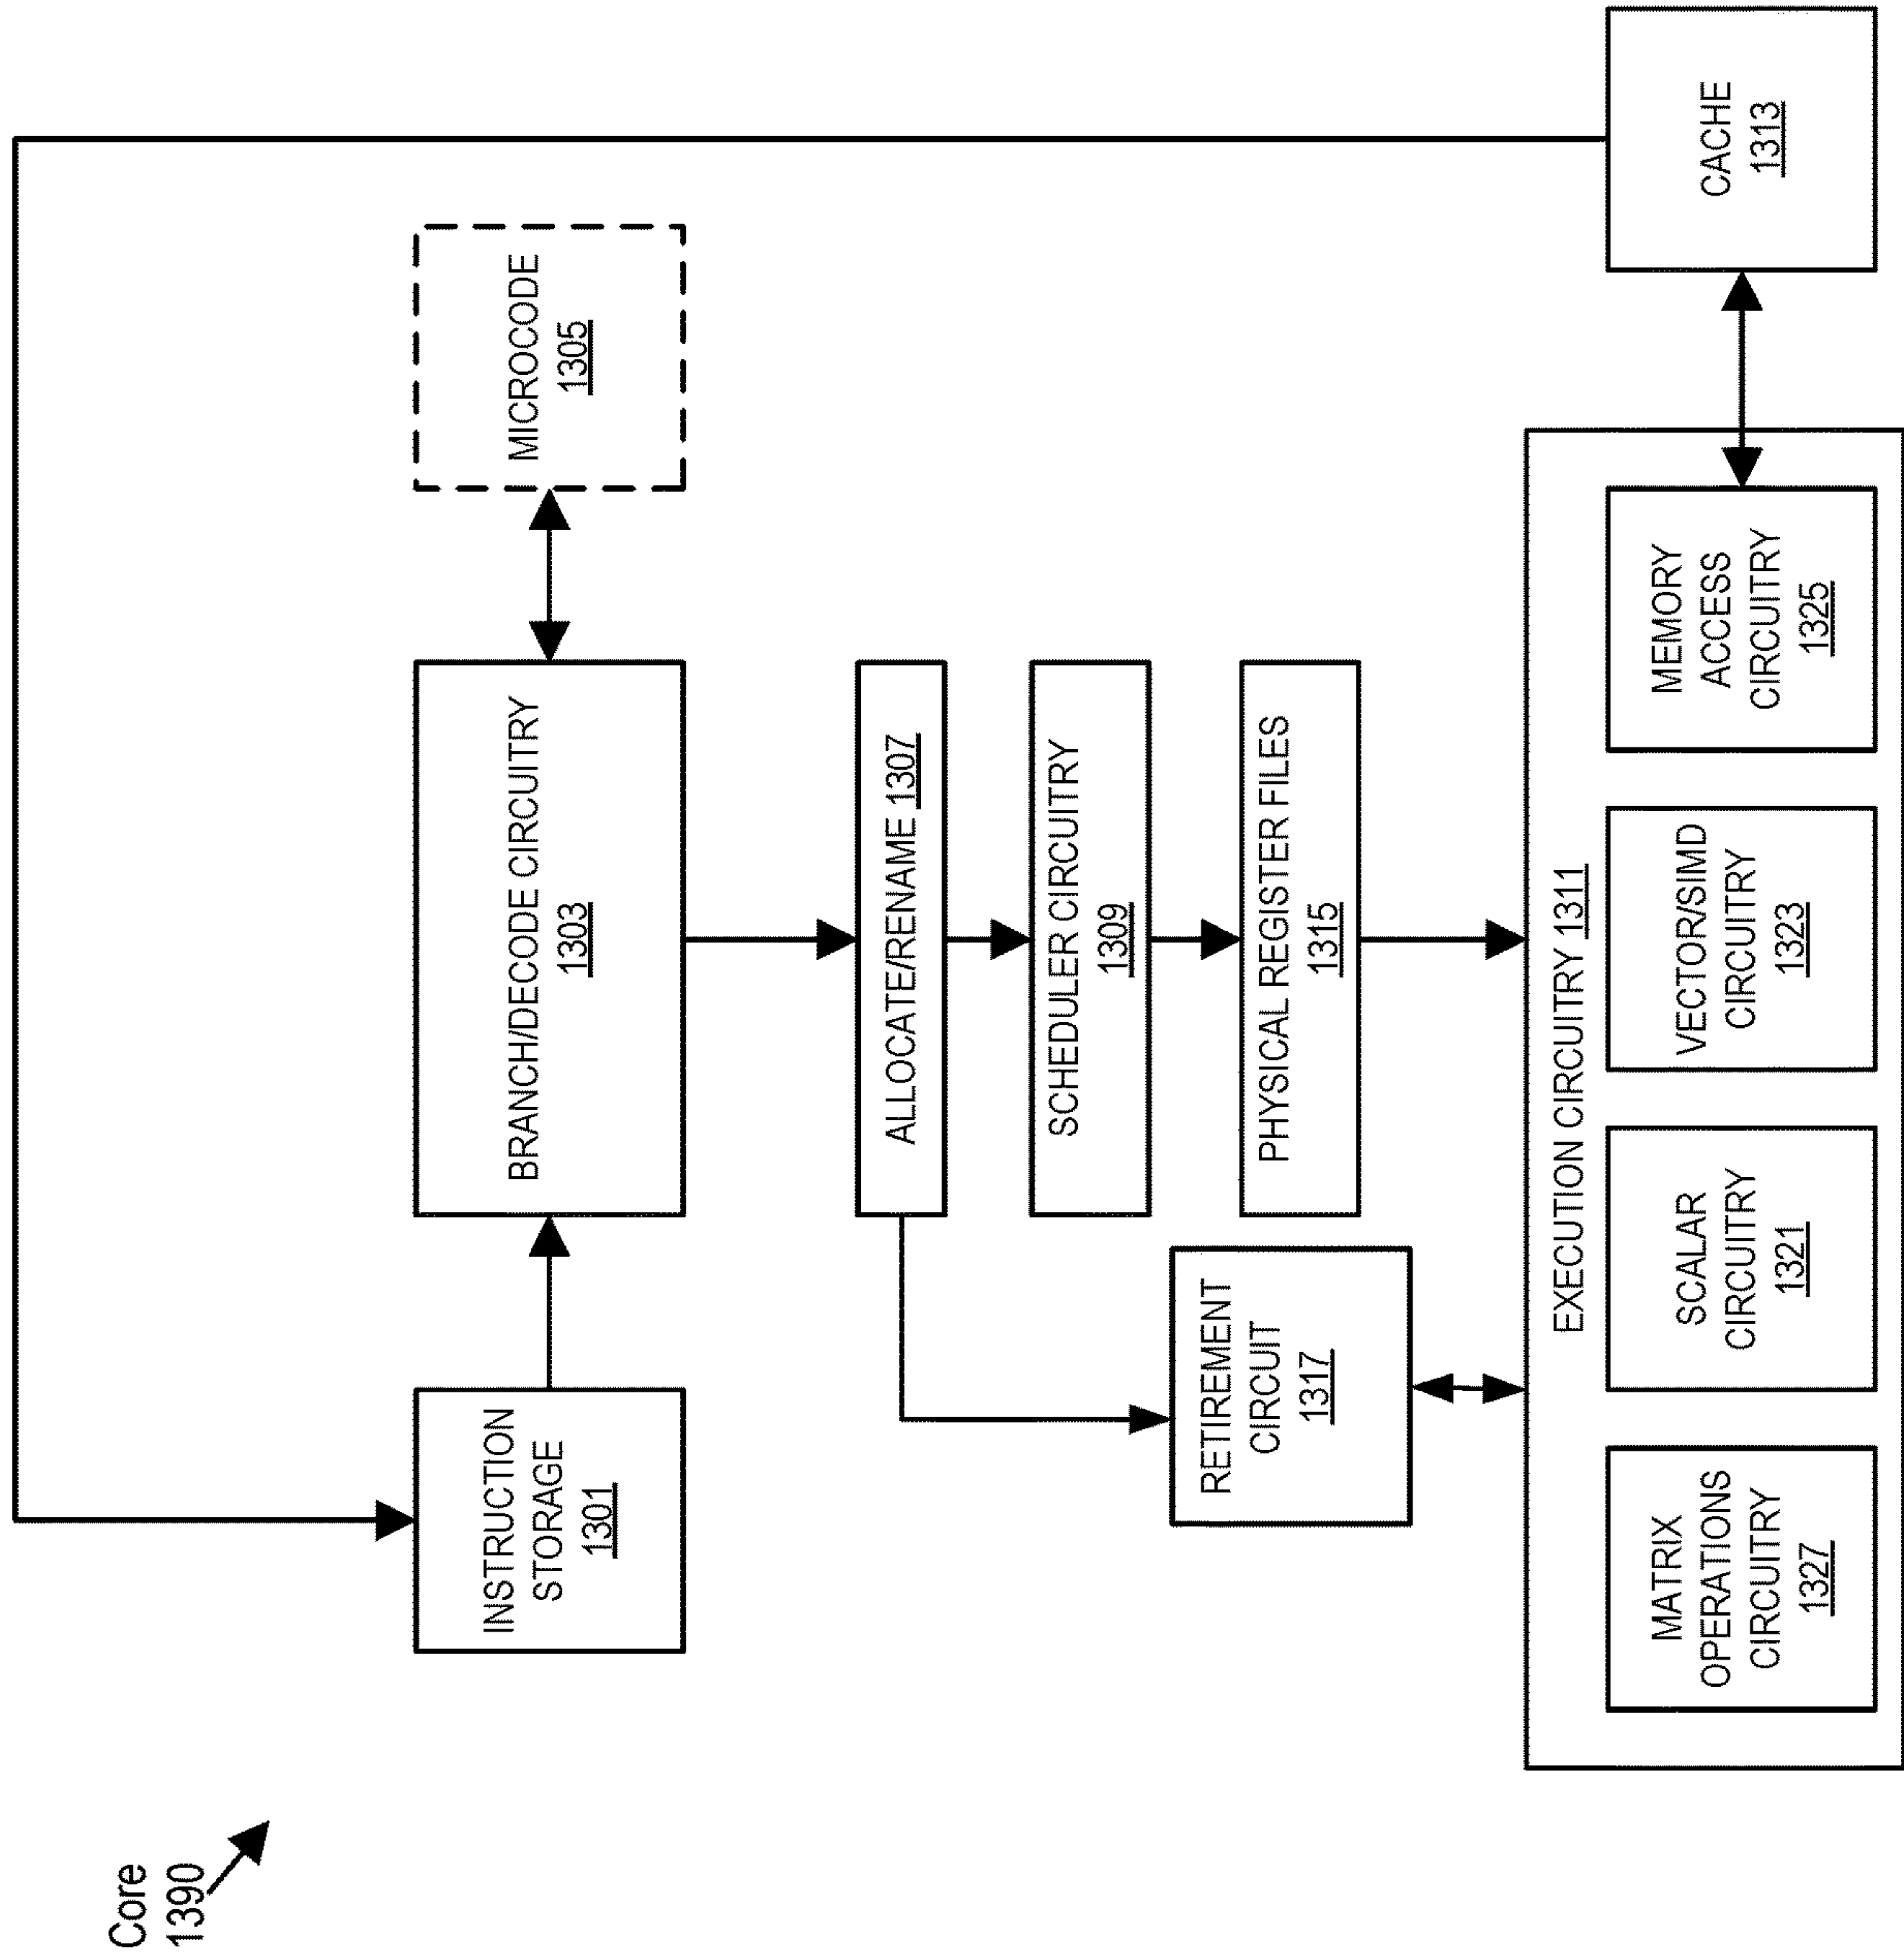 Core
1390
INSTRUCTION
STORAGE
1301
BRANCH/DECODE CIRCUITRY
1303
MICROCODE
1305
ALLOCATE/RENAME 1307
SCHEDULER CIRCUITRY
1309
PHYSICAL REGISTER FILES
1315
RETIREMENT
CIRCUIT
1317
EXECUTION CIRCUITRY 1311
MATRIX
OPERATIONS
CIRCUITRY
1327
SCALAR
CIRCUITRY
1321
VECTOR/SIMD
CIRCUITRY
1323
MEMORY
ACCESS
CIRCUITRY
1325
CACHE
1313